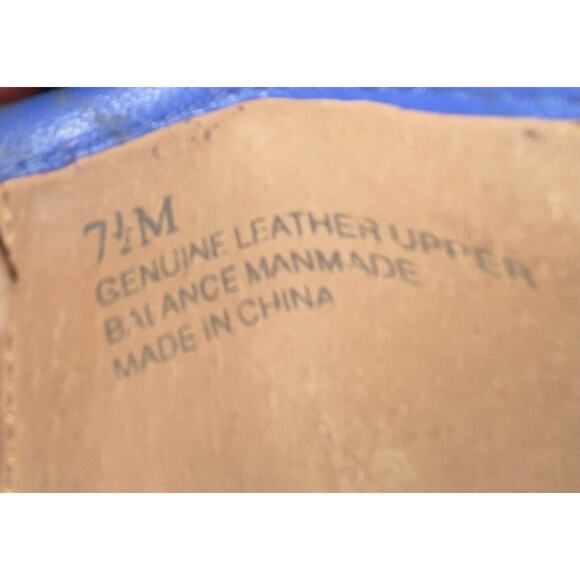 7½M
GENUINE LEATHER UPPER
BALANCE MANMADE
MADE IN CHINA